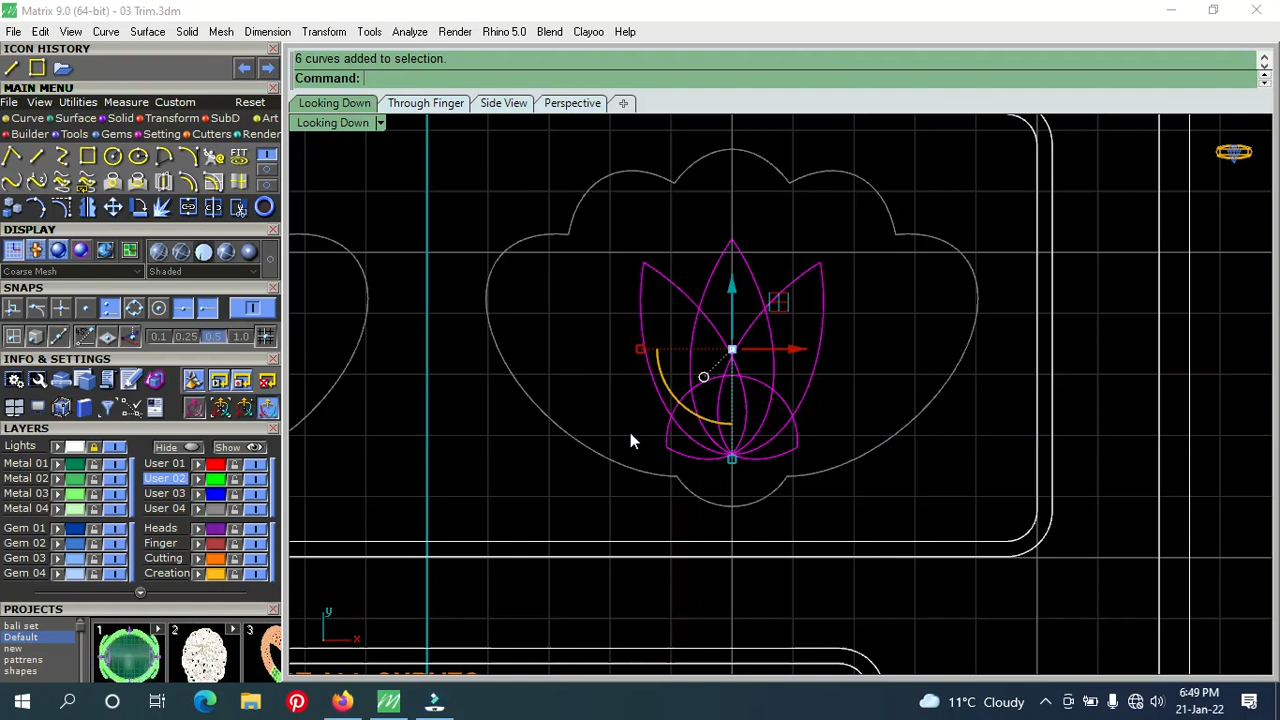 Matrix 9.0 (64-bit) - 03 Trim.3dm
File Edit View Curve Surface Solid Mesh Dimension Transform Tools Analyze Render Rhino 5.0 Blend Clayoo Help
ICON HISTORY
6 curves added to selection.
Command:
MAIN MENU
File View Utilities Measure Custom Reset
Looking Down Through Finger Side View Perspective
Curve Surface Solid Transform SubD Art
Looking Down
Builder Tools Gems Setting Cutters Render
FIT
DISPLAY
Coarse Mesh Shaded
SNAPS
0.1 0.25 0.5 1.0
INFO & SETTINGS
LAYERS
Lights Hide Show
Metal 01 User 01
Metal 02 User 02
Metal 03 User 03
Metal 04 User 04
Gem 01 Heads
Gem 02 Finger
Gem 03 Cutting
Gem 04 Creation
y
x
PROJECTS
bali set
Default
new
pattrens
shapes
1 2 3
11°C Cloudy
6:49 PM
21-Jan-22